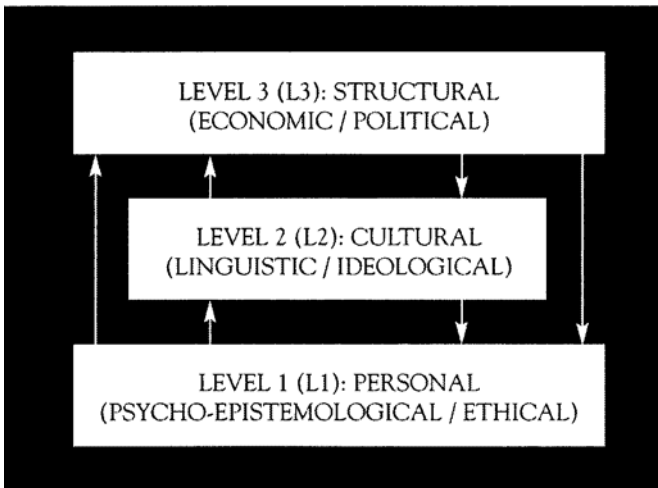 LEVEL 3 (L3): STRUCTURAL
(ECONOMIC / POLITICAL)
LEVEL 2 (L2): CULTURAL
(LINGUISTIC / IDEOLOGICAL)
LEVEL 1 (L1): PERSONAL
(PSYCHO-EPISTEMOLOGICAL / ETHICAL)